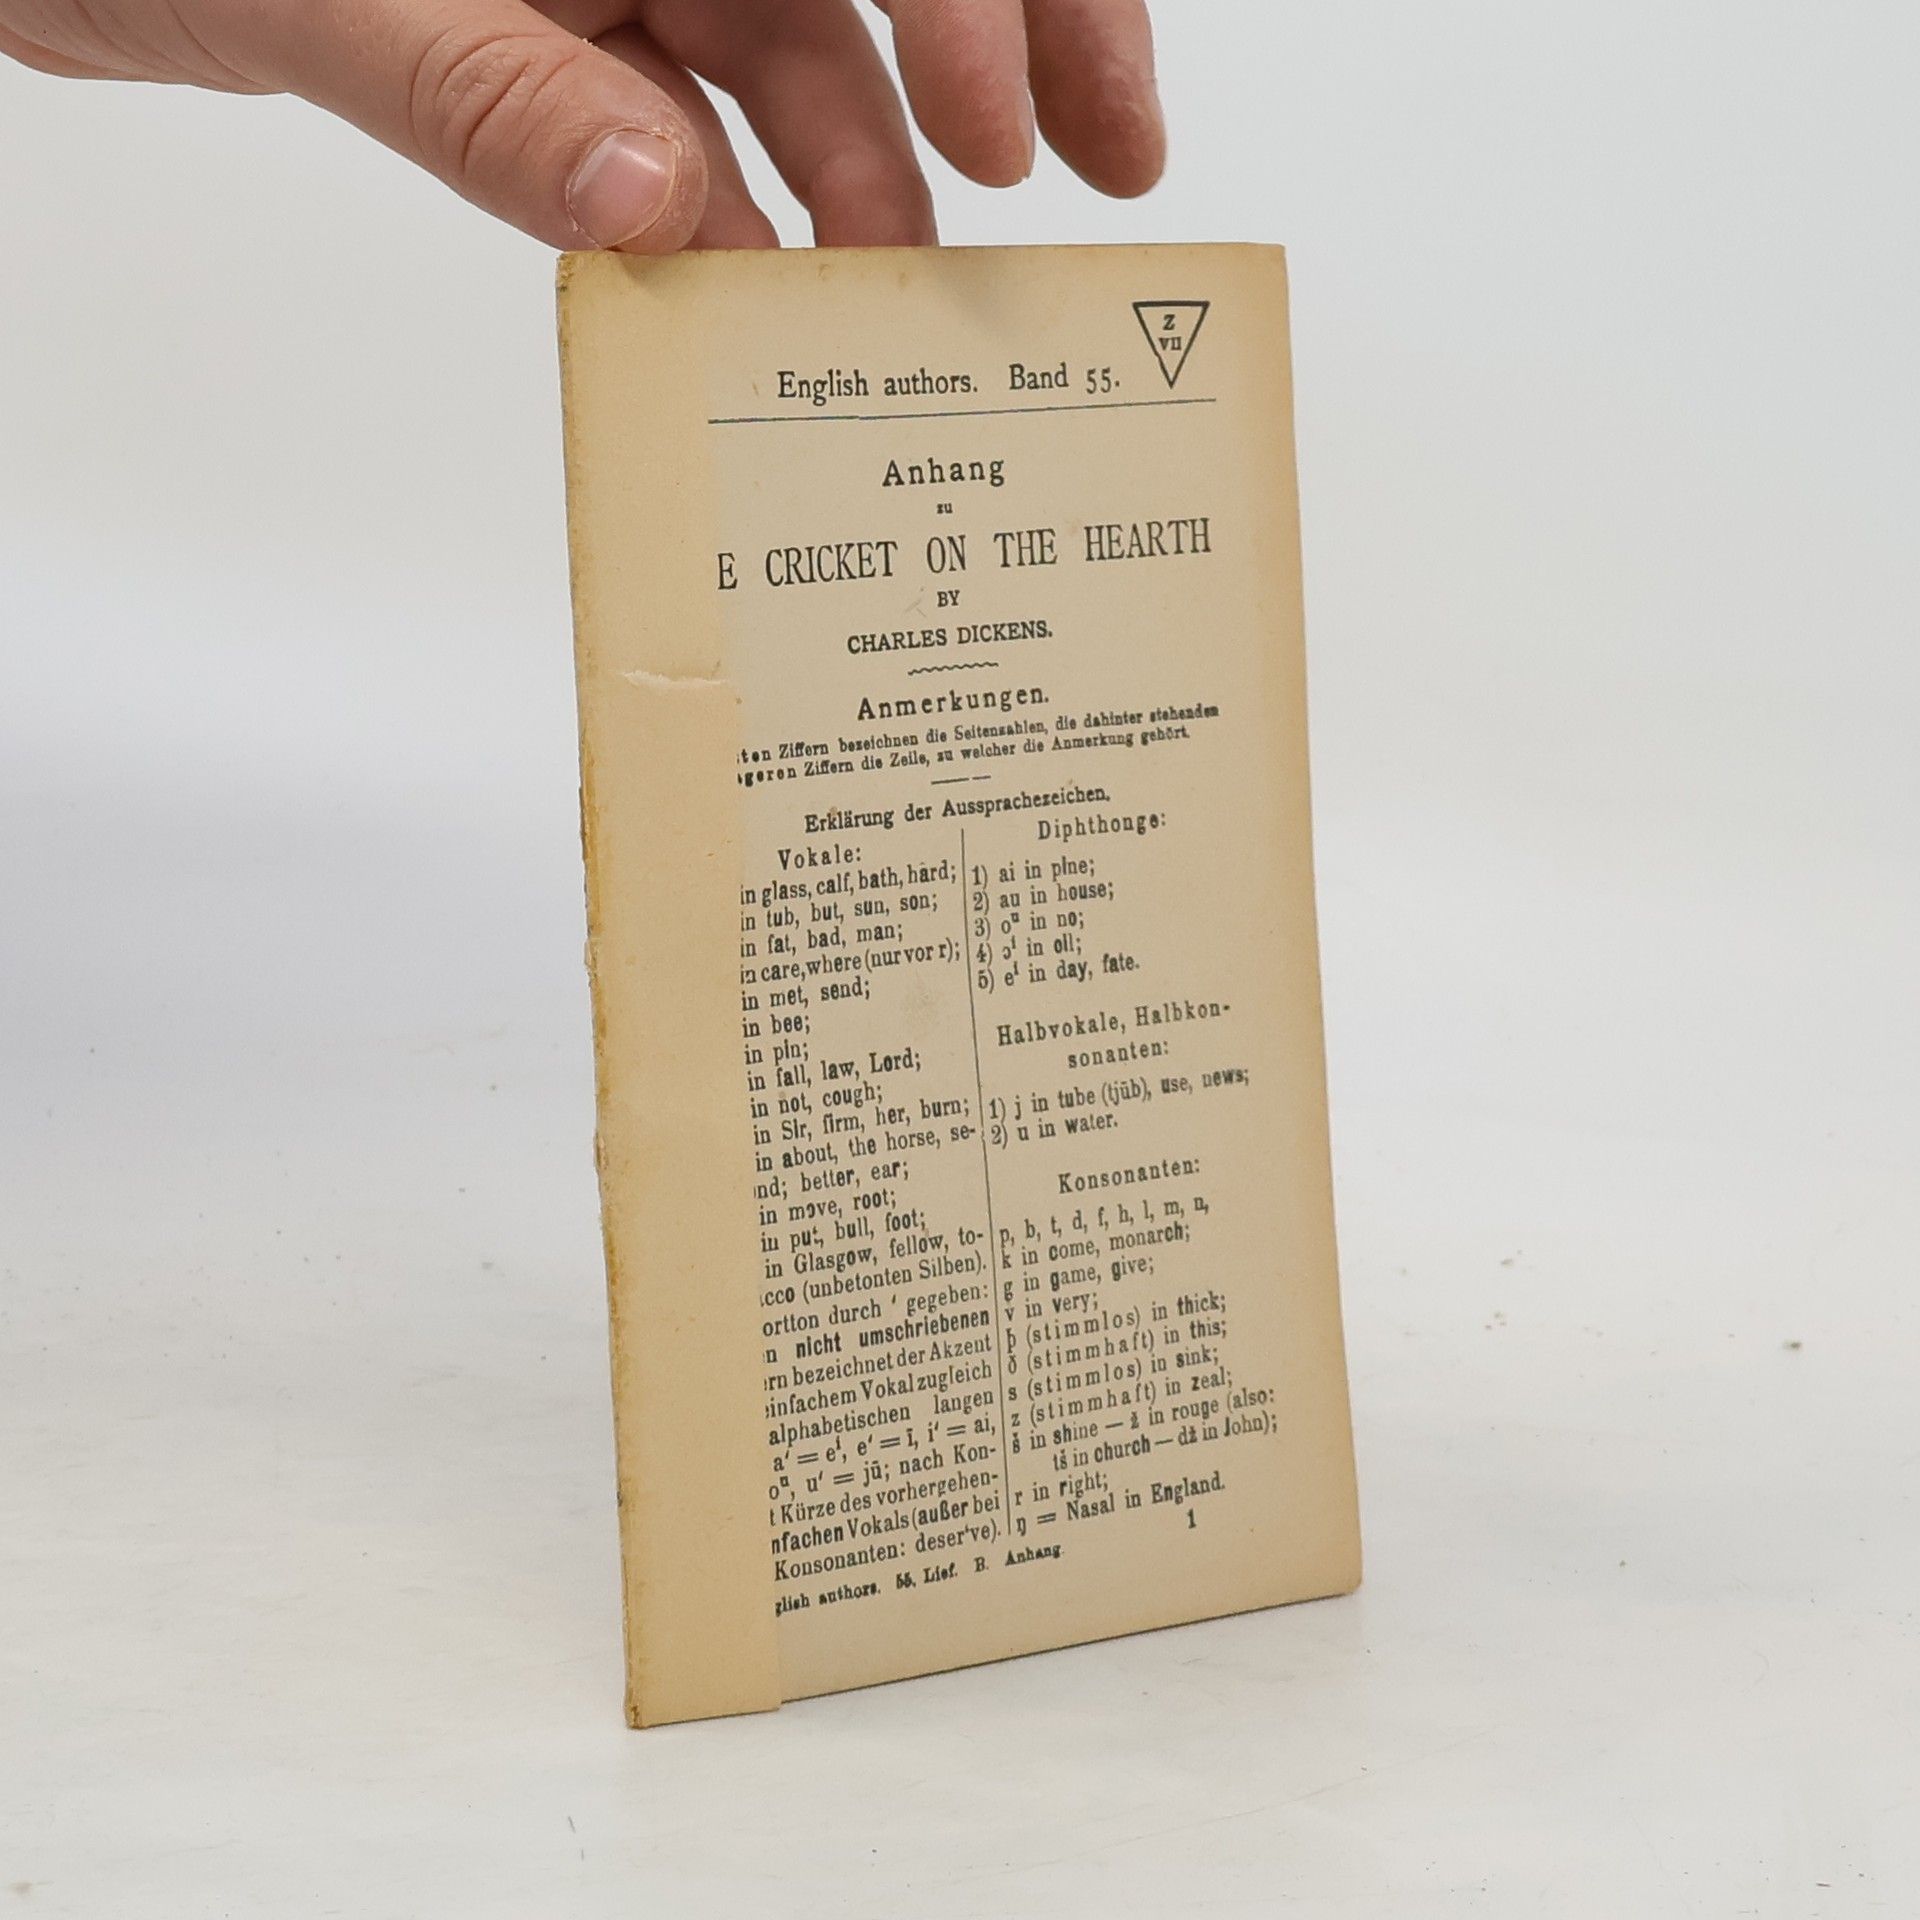 Z
VII
English authors. Band 55.
Anhang
zu
E CRICKET ON THE HEARTH
BY
CHARLES DICKENS.
Anmerkungen.
ten Ziffern bezeichnen die Seitenzahlen, die dahinter stehenden
geren Ziffern die Zeile, zu welcher die Anmerkung gehört.
Erklärung der Aussprachezeichen.
Vokale:
in glass, calf, bath, hard;
in tub, but, sun, son;
in fat, bad, man;
in care, where (nur vor r);
in met, send;
in bee;
in pin;
in fall, law, Lord;
in not, cough;
in Sir, firm, her, burn;
in about, the horse, se-
nd; better, ear;
in move, root;
in put, bull, foot;
in Glasgow, fellow, to-
cco (unbetonten Silben).
ortton durch ′ gegeben:
n nicht umschriebenen
rn bezeichnet der Akzent
einfachem Vokal zugleich
alphabetischen langen
a′ = eⁱ, e′ = ī, i′ = ai,
oᵘ, u′ = jū; nach Kon-
t Kürze des vorhergehen-
nfachen Vokals (außer bei
Konsonanten: deser′ve).
Diphthonge:
1) ai in pine;
2) au in house;
3) oᵘ in no;
4) ɔⁱ in oil;
5) eⁱ in day, fate.
Halbvokale, Halbkon-
sonanten:
1) j in tube (tjūb), use, news;
2) u in water.
Konsonanten:
p, b, t, d, f, h, l, m, n,
k in come, monarch;
g in game, give;
v in very;
þ (stimmlos) in thick;
ð (stimmhaft) in this;
s (stimmlos) in sink;
z (stimmhaft) in zeal;
š in shine — ž in rouge (also:
tš in church — dž in John);
r in right;
ŋ = Nasal in England.
glish authors. 55. Lief. B. Anhang.
1